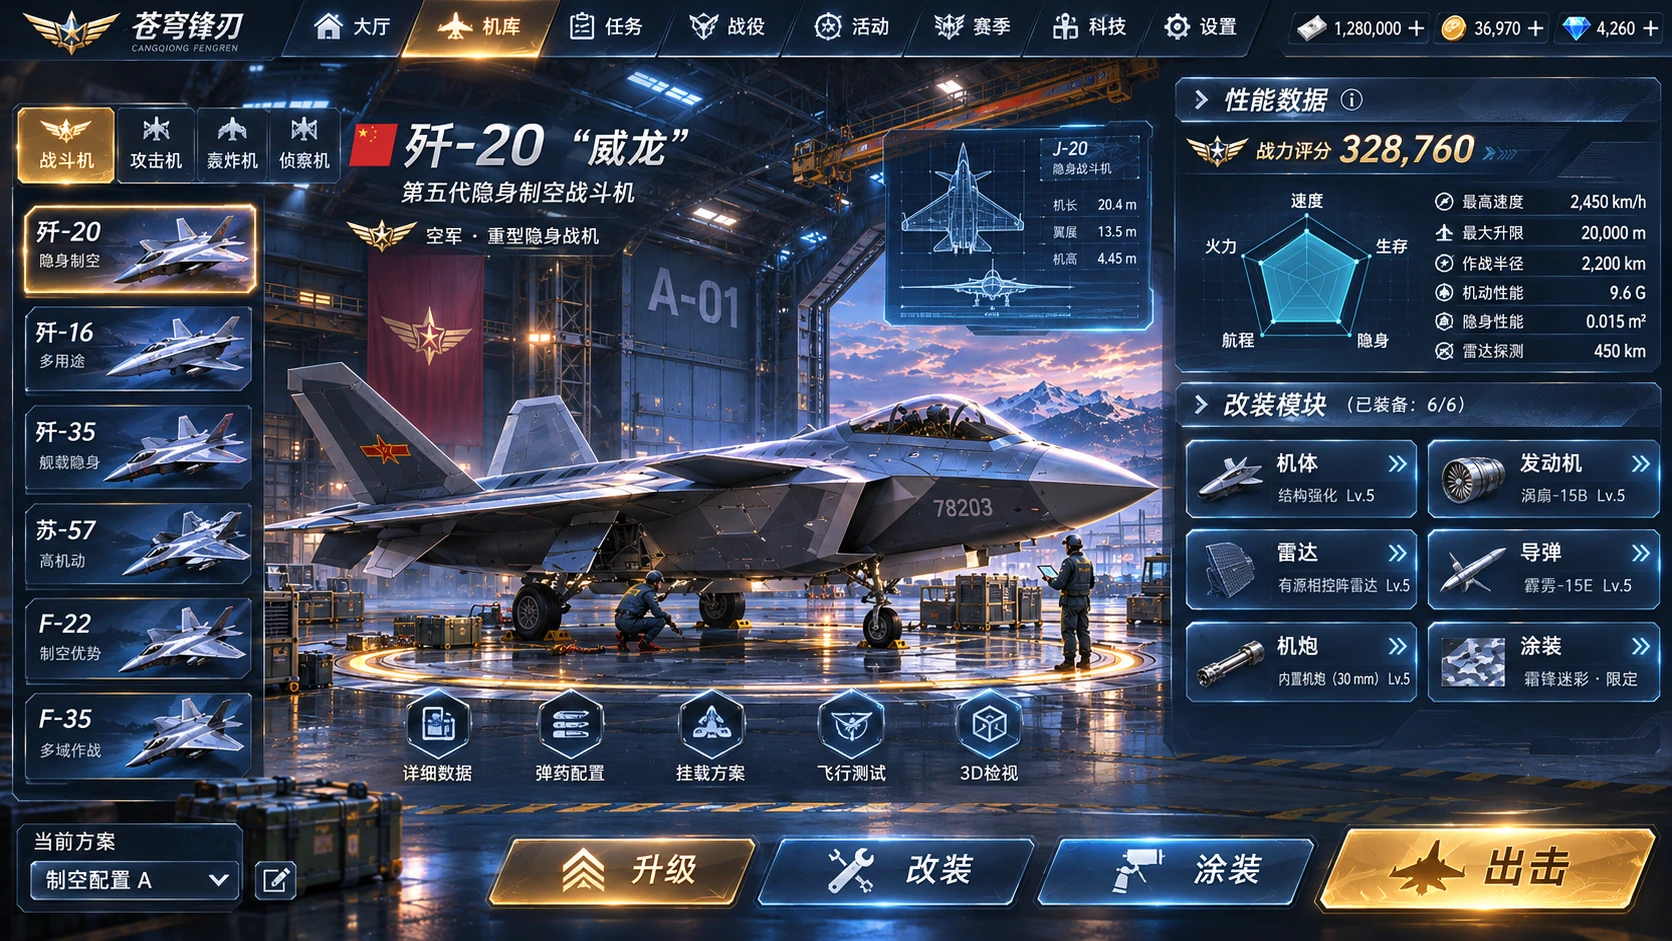 苍穹锋刃
CANGQIONG FENGREN
大厅
机库
任务
战役
活动
赛季
科技
设置
1,280,000 +
36,970 +
4,260 +
战斗机
攻击机
轰炸机
侦察机
歼-20
隐身制空
歼-16
多用途
歼-35
舰载隐身
苏-57
高机动
F-22
制空优势
F-35
多域作战
歼-20 “威龙”
第五代隐身制空战斗机
空军 · 重型隐身战机
A-01
78203
J-20
隐身战斗机
机长 20.4 m
翼展 13.5 m
机高 4.45 m
性能数据
战力评分 328,760
速度
火力
生存
航程
隐身
最高速度 2,450 km/h
最大升限 20,000 m
作战半径 2,200 km
机动性能 9.6 G
隐身性能 0.015 m²
雷达探测 450 km
改装模块 (已装备: 6/6)
机体
结构强化 Lv.5
发动机
涡扇-15B Lv.5
雷达
有源相控阵雷达 Lv.5
导弹
霹雳-15E Lv.5
机炮
内置机炮 (30 mm) Lv.5
涂装
霜锋迷彩 · 限定
详细数据
弹药配置
挂载方案
飞行测试
3D检视
当前方案
制空配置 A
升级
改装
涂装
出击